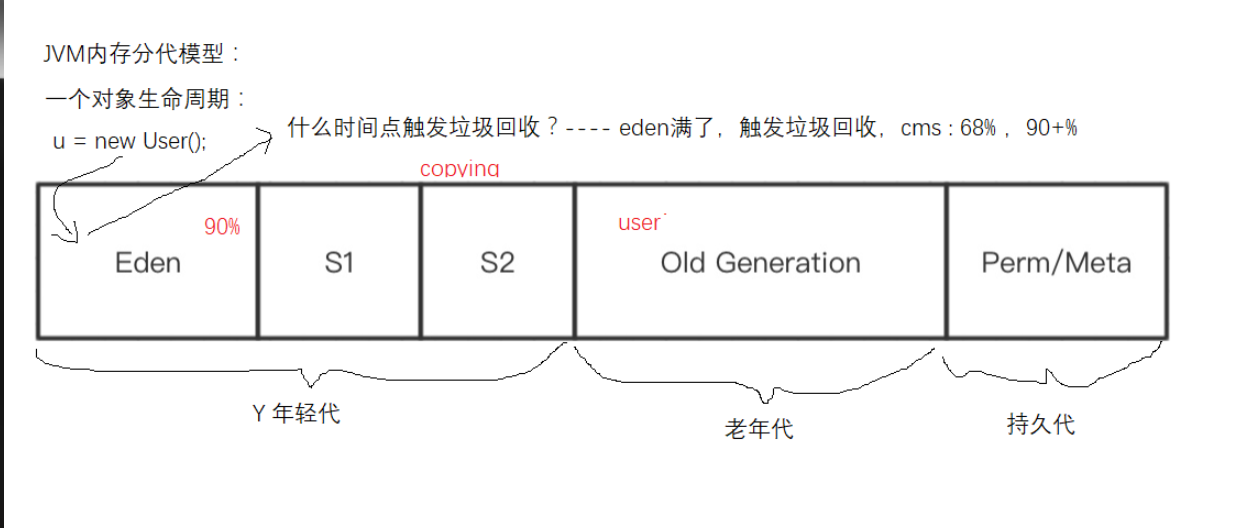 JVM内存分代模型：
一个对象生命周期：
u = new User();
什么时间点触发垃圾回收？---- eden满了，触发垃圾回收，cms : 68% ，90+%
copying
90%
user
Eden
S1
S2
Old Generation
Perm/Meta
Y 年轻代
老年代
持久代